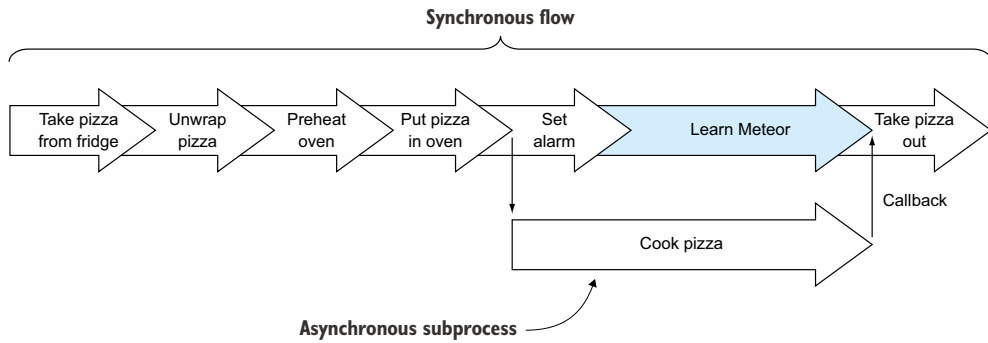 Synchronous flow
Take pizza
from fridge
Unwrap
pizza
Preheat
oven
Put pizza
in oven
Set
alarm
Learn Meteor
Take pizza
out
Callback
Cook pizza
Asynchronous subprocess